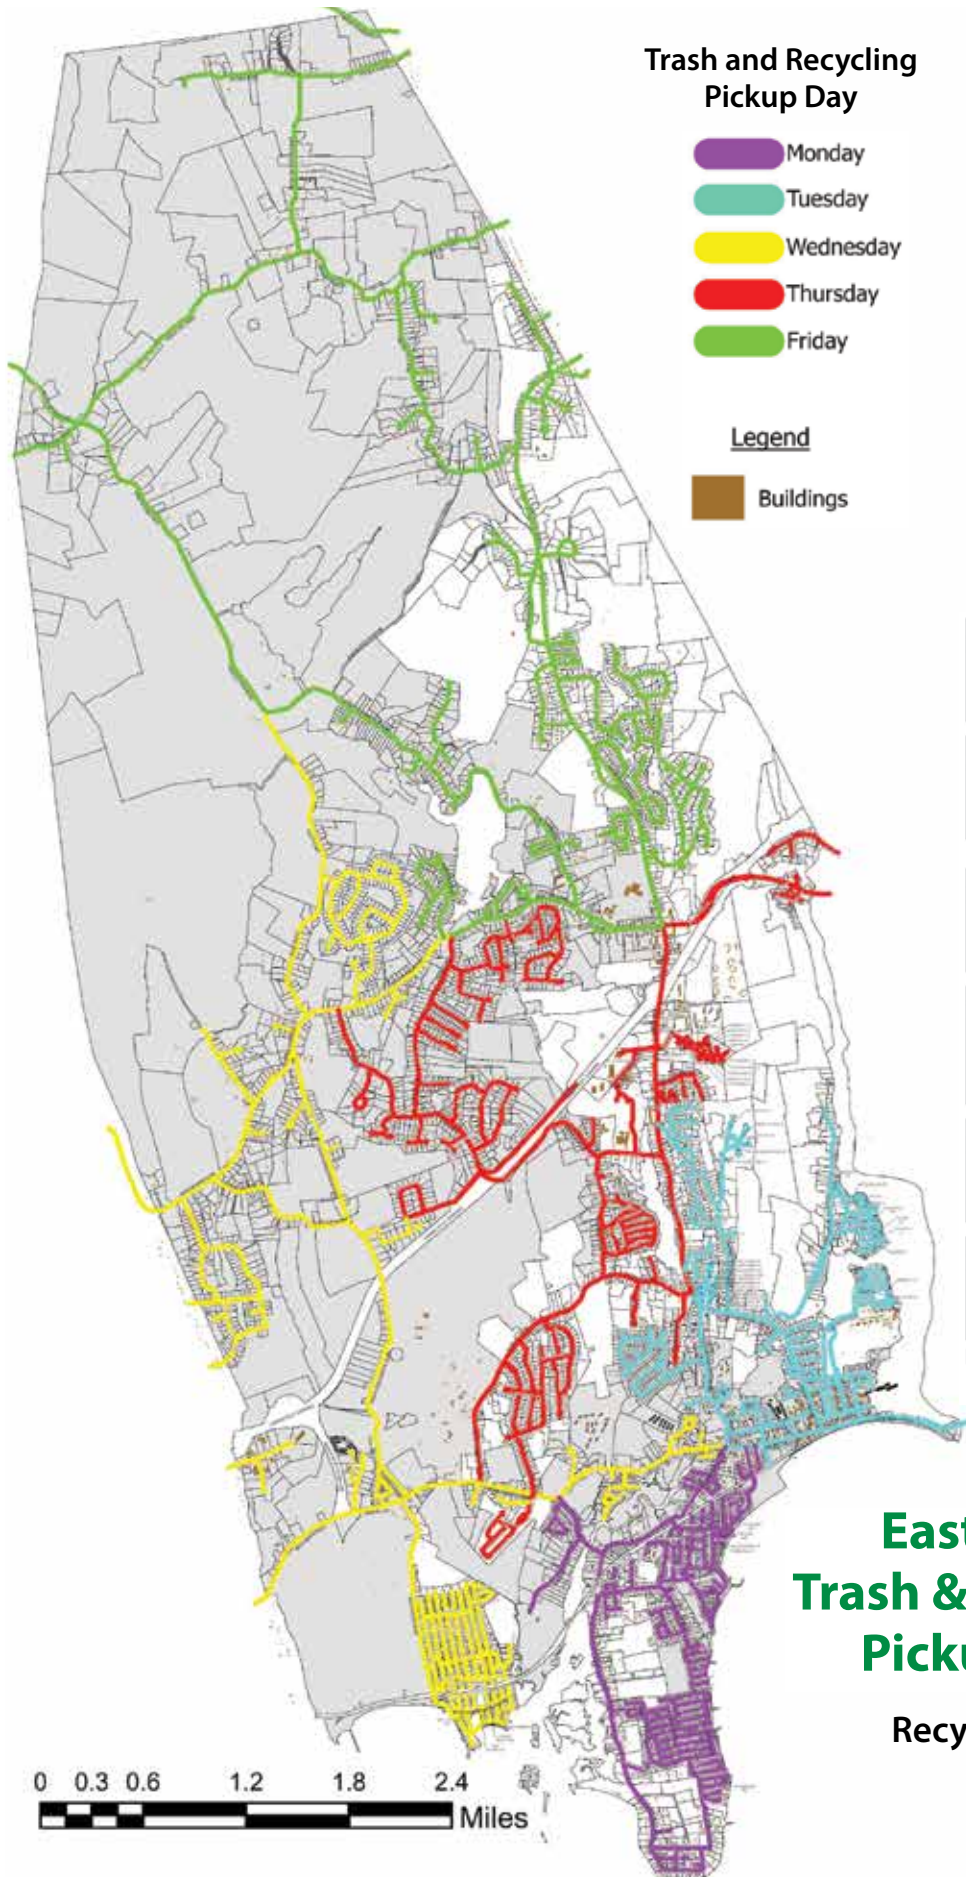 Trash and Recycling
Pickup Day
Monday
Tuesday
Wednesday
Thursday
Friday
Legend
Buildings
East
Trash &
Picku
Recy
0 0.3 0.6 1.2 1.8 2.4
Miles